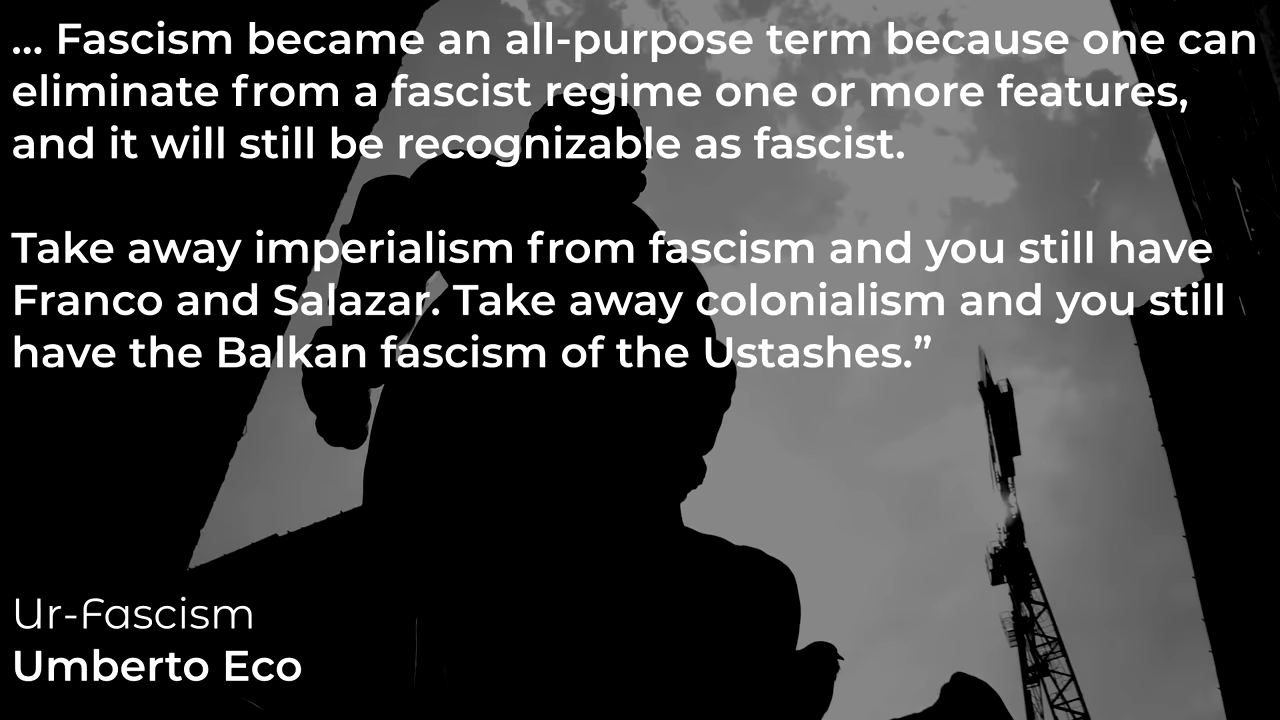 ... Fascism became an all-purpose term because one can
eliminate from a fascist regime one or more features,
and it will still be recognizable as fascist.
Take away imperialism from fascism and you still have
Franco and Salazar. Take away colonialism and you still
have the Balkan fascism of the Ustashes.”
Ur-Fascism
Umberto Eco